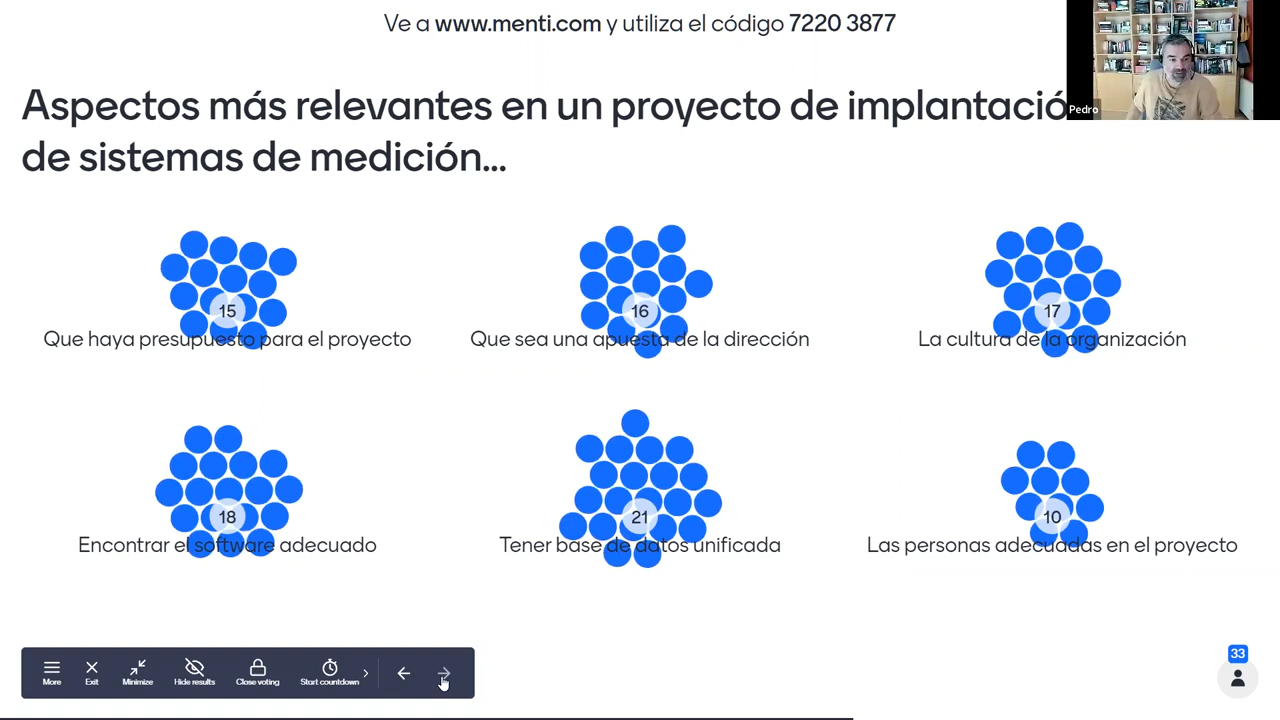 Ve a www.menti.com y utiliza el código 7220 3877
Aspectos más relevantes en un proyecto de implantació
de sistemas de medición...
Pedro
15
16
17
Que haya presupuesto para el proyecto
Que sea una apuesta de la dirección
La cultura de la organización
18
21
10
Encontrar el software adecuado
Tener base de datos unificada
Las personas adecuadas en el proyecto
33
More
Exit
Minimize
Hide results
Close voting
Start countdown